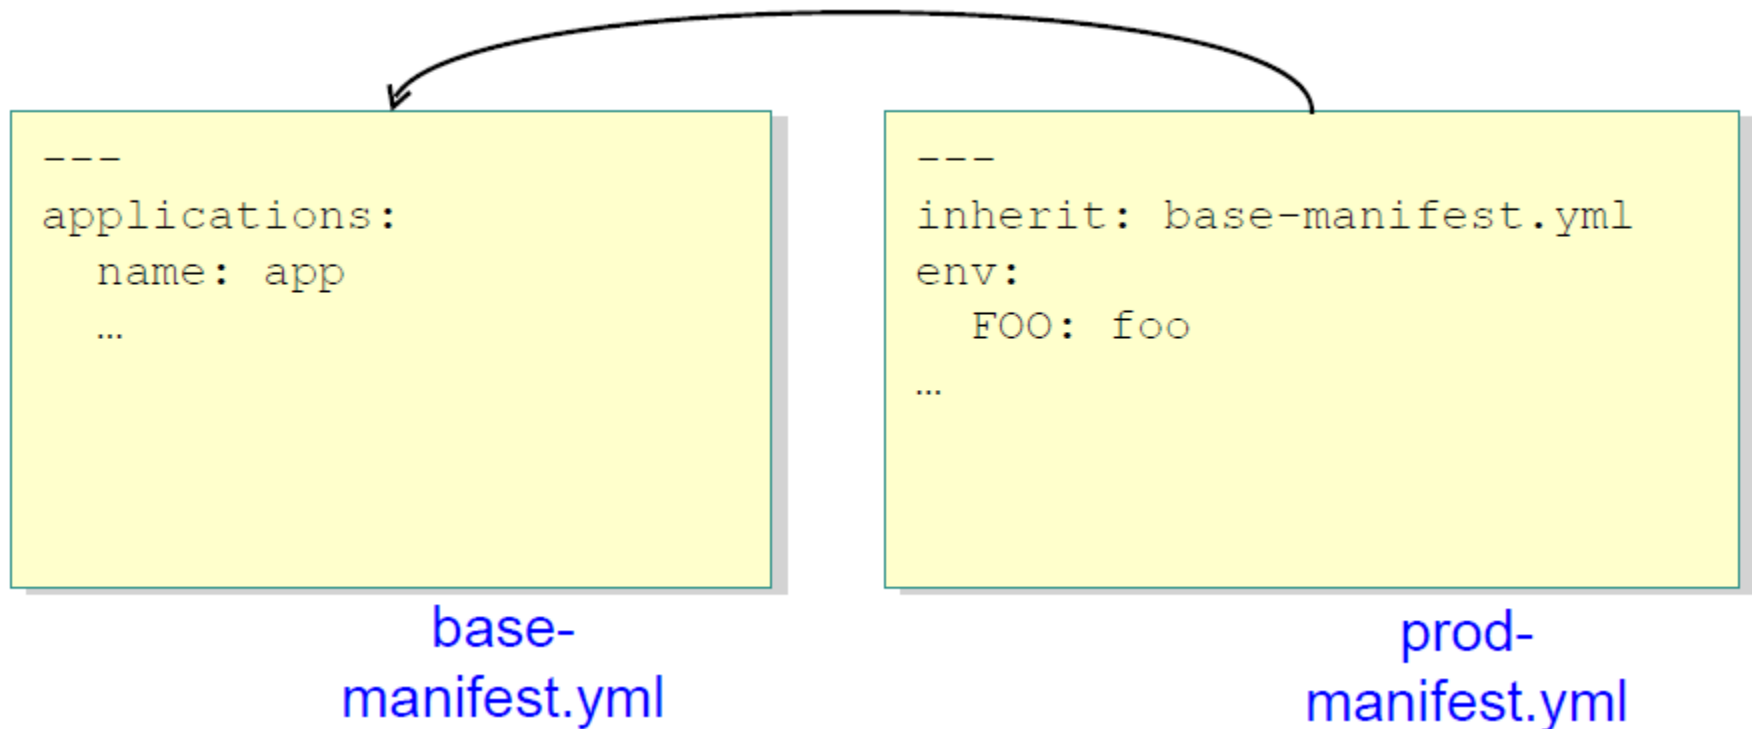 ---
applications:
  name: app
  …
base-
manifest.yml
---
inherit: base-manifest.yml
env:
  FOO: foo
…
prod-
manifest.yml